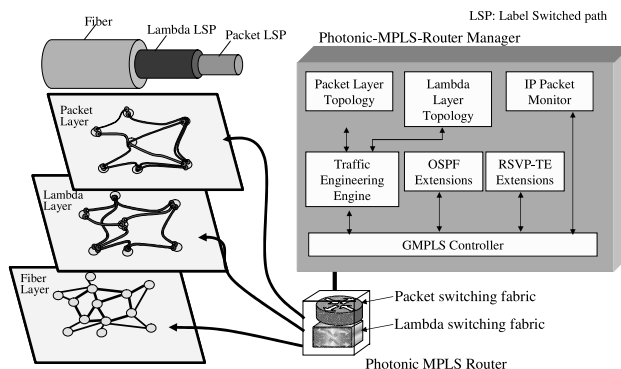 LSP: Label Switched path
Fiber
Lambda LSP
Packet LSP
Photonic-MPLS-Router Manager
Packet Layer
Topology
Lambda
Layer
Topology
IP Packet
Monitor
Packet
Layer
Traffic
Engineering
Engine
OSPF
Extensions
RSVP-TE
Extensions
Lambda
Layer
GMPLS Controller
Fiber
Layer
Packet switching fabric
Lambda switching fabric
Photonic MPLS Router